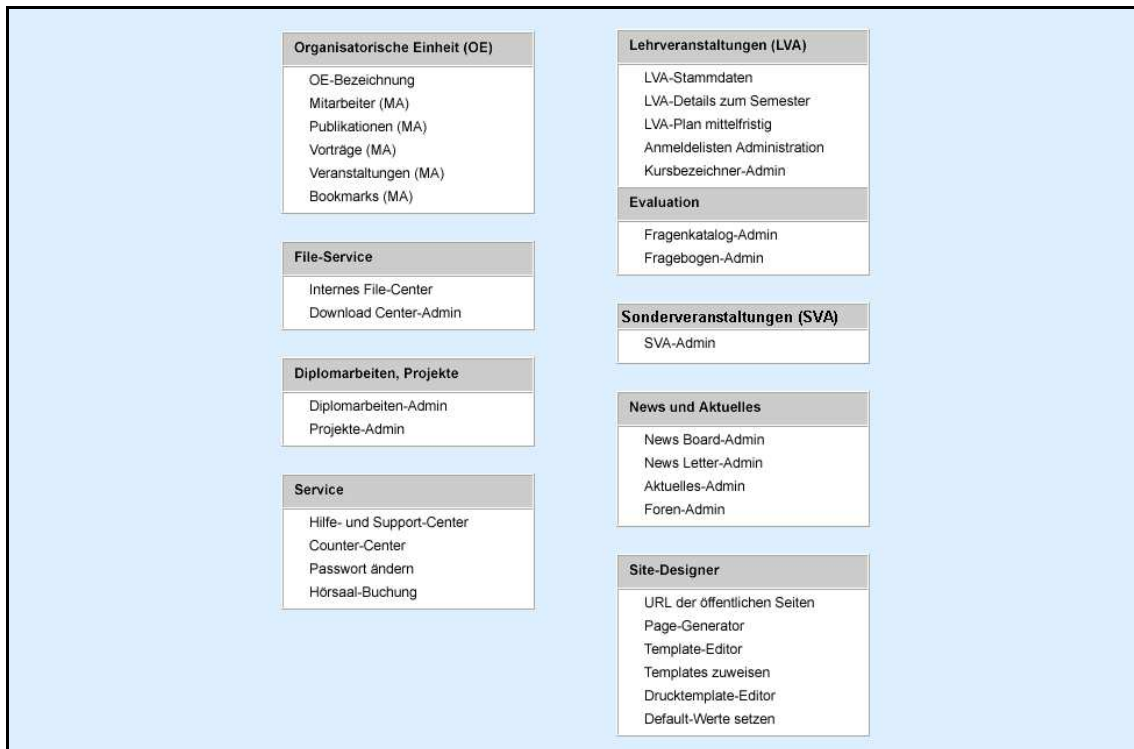 Organisatorische Einheit (OE)
OE-Bezeichnung
Mitarbeiter (MA)
Publikationen (MA)
Vorträge (MA)
Veranstaltungen (MA)
Bookmarks (MA)
File-Service
Internes File-Center
Download Center-Admin
Diplomarbeiten, Projekte
Diplomarbeiten-Admin
Projekte-Admin
Service
Hilfe- und Support-Center
Counter-Center
Passwort ändern
Hörsaal-Buchung
Lehrveranstaltungen (LVA)
LVA-Stammdaten
LVA-Details zum Semester
LVA-Plan mittelfristig
Anmeldelisten Administration
Kursbezeichner-Admin
Evaluation
Fragenkatalog-Admin
Fragebogen-Admin
Sonderveranstaltungen (SVA)
SVA-Admin
News und Aktuelles
News Board-Admin
News Letter-Admin
Aktuelles-Admin
Foren-Admin
Site-Designer
URL der öffentlichen Seiten
Page-Generator
Template-Editor
Templates zuweisen
Drucktemplate-Editor
Default-Werte setzen